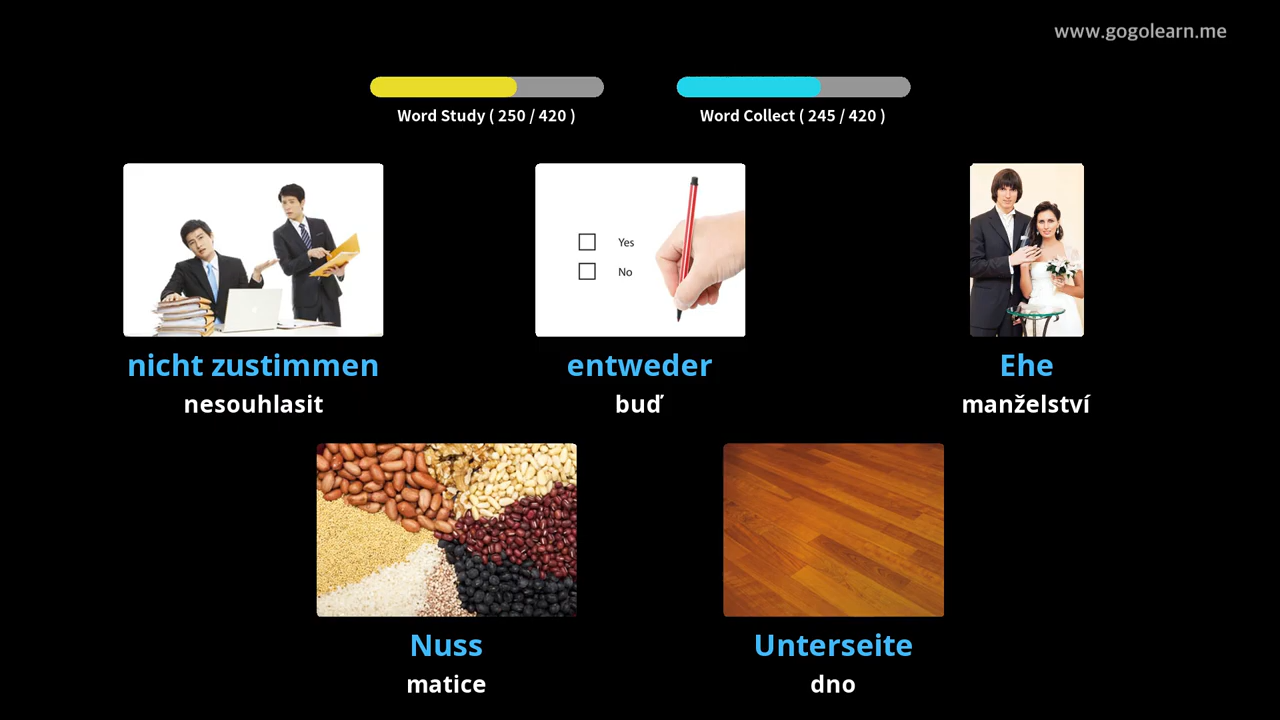 www.gogolearn.me
Word Study ( 250 / 420 )
Word Collect ( 245 / 420 )
Yes
No
nicht zustimmen
nesouhlasit
entweder
buď
Ehe
manželství
Nuss
matice
Unterseite
dno